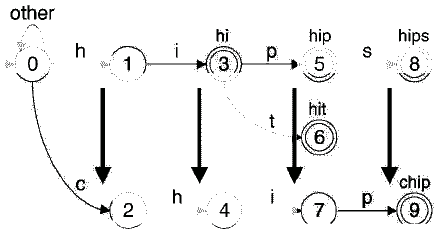 other
hi hip hips
0 h 1 i 3 p 5 s 8
hit
t 6
chip
c 2 h 4 i 7 p 9